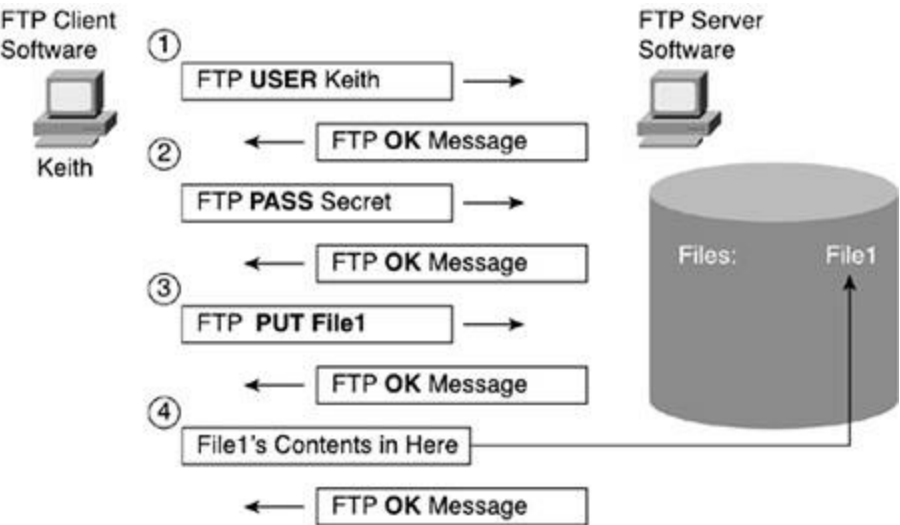 FTP Client
Software
FTP Server
Software
1
FTP USER Keith
FTP OK Message
Keith
2
FTP PASS Secret
FTP OK Message
Files:
File1
3
FTP PUT File1
FTP OK Message
4
File1's Contents in Here
FTP OK Message